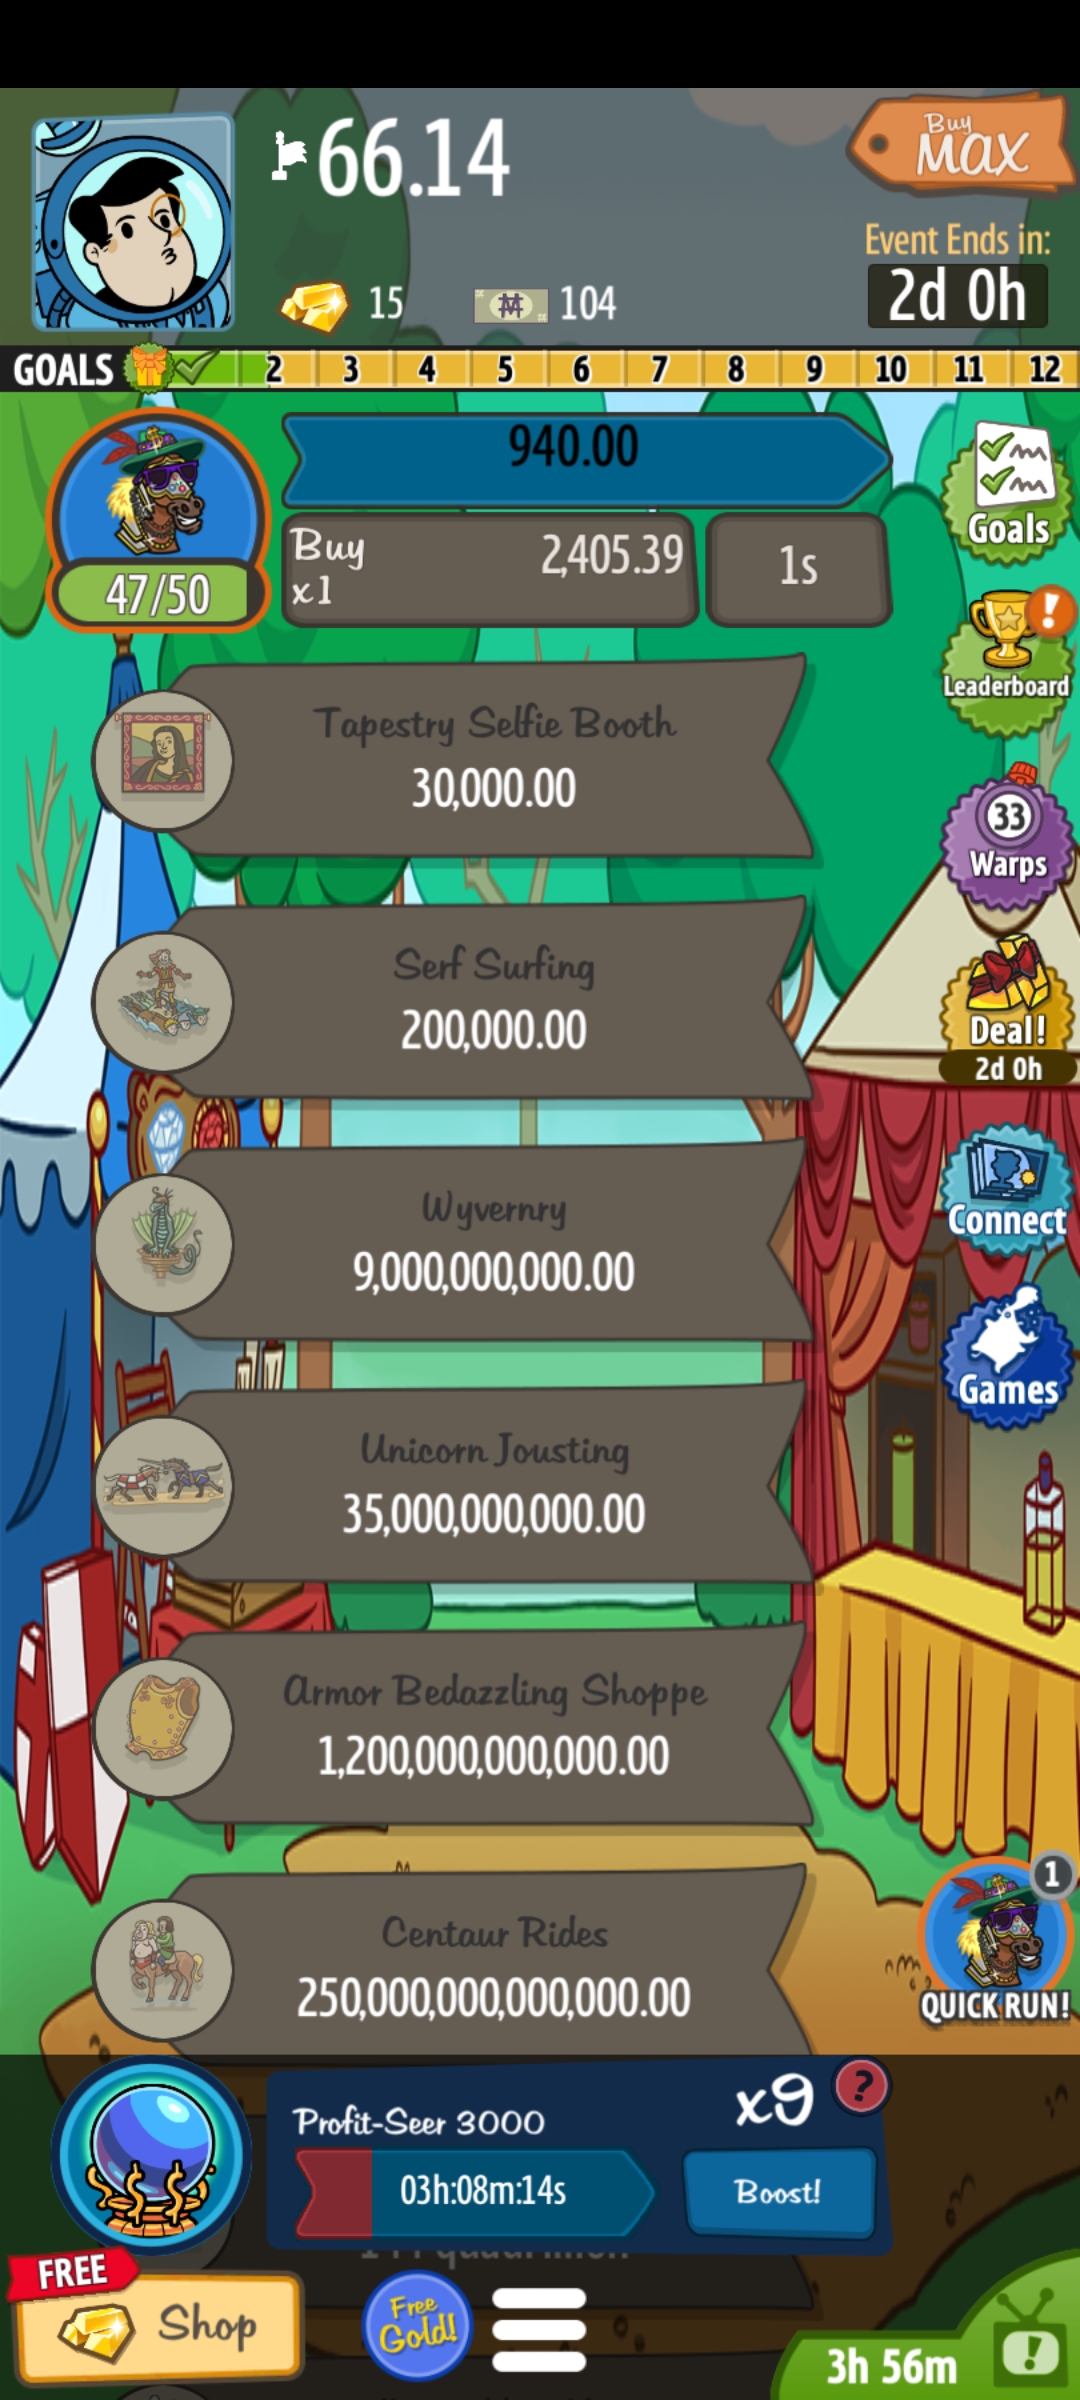 66.14
Buy
MAX
15
104
Event Ends in:
2d 0h
GOALS 2 3 4 5 6 7 8 9 10 11 12
940.00
47/50
Buy
x1
2,405.39
1s
Goals
Leaderboard
Tapestry Selfie Booth
30,000.00
33
Warps
Serf Surfing
200,000.00
Deal!
2d 0h
Wyvernry
9,000,000,000.00
Connect
Games
Unicorn Jousting
35,000,000,000.00
Armor Bedazzling Shoppe
1,200,000,000,000.00
Centaur Rides
250,000,000,000,000.00
1
QUICK RUN!
Profit-Seer 3000
x9
?
03h:08m:14s
Boost!
FREE
Shop
Free
Gold!
3h 56m
!